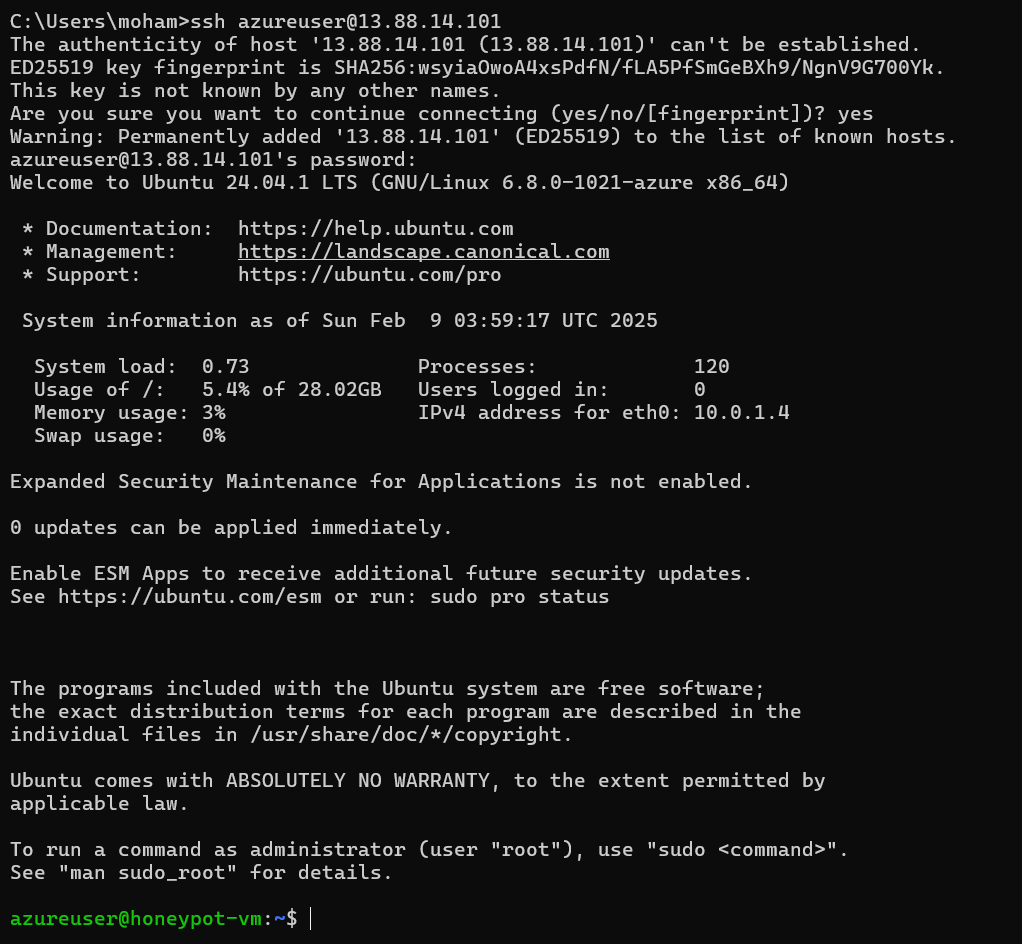 C:\Users\moham>ssh azureuser@13.88.14.101
The authenticity of host '13.88.14.101 (13.88.14.101)' can't be established.
ED25519 key fingerprint is SHA256:wsyiaOwoA4xsPdfN/fLA5PfSmGeBXh9/NgnV9G700Yk.
This key is not known by any other names.
Are you sure you want to continue connecting (yes/no/[fingerprint])? yes
Warning: Permanently added '13.88.14.101' (ED25519) to the list of known hosts.
azureuser@13.88.14.101's password:
Welcome to Ubuntu 24.04.1 LTS (GNU/Linux 6.8.0-1021-azure x86_64)

 * Documentation:  https://help.ubuntu.com
 * Management:     https://landscape.canonical.com
 * Support:        https://ubuntu.com/pro

 System information as of Sun Feb  9 03:59:17 UTC 2025

  System load:  0.73              Processes:             120
  Usage of /:   5.4% of 28.02GB   Users logged in:       0
  Memory usage: 3%                IPv4 address for eth0: 10.0.1.4
  Swap usage:   0%

Expanded Security Maintenance for Applications is not enabled.

0 updates can be applied immediately.

Enable ESM Apps to receive additional future security updates.
See https://ubuntu.com/esm or run: sudo pro status

The programs included with the Ubuntu system are free software;
the exact distribution terms for each program are described in the
individual files in /usr/share/doc/*/copyright.

Ubuntu comes with ABSOLUTELY NO WARRANTY, to the extent permitted by
applicable law.

To run a command as administrator (user "root"), use "sudo <command>".
See "man sudo_root" for details.

azureuser@honeypot-vm:~$